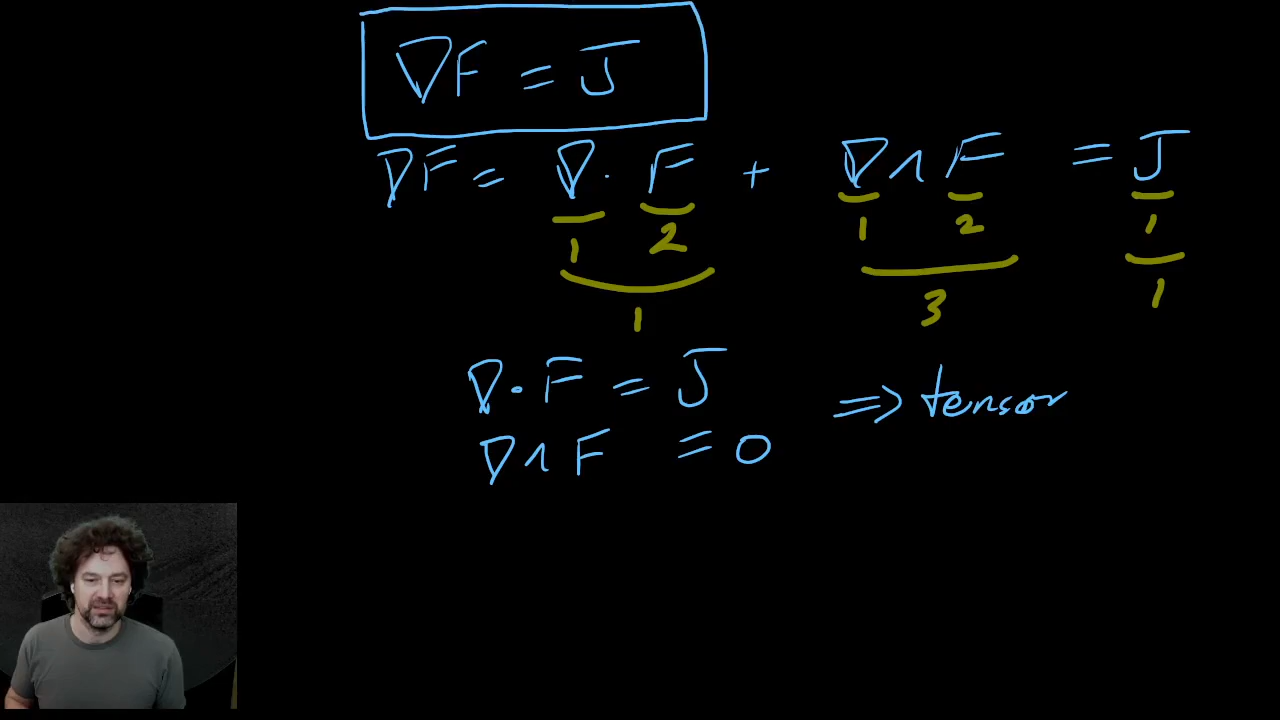 ∇F = J
∇F = ∇ · F + ∇ ∧ F = J
1 2 1 2 1
1 3 1
∇ · F = J ⇒ tensor
∇ ∧ F = 0